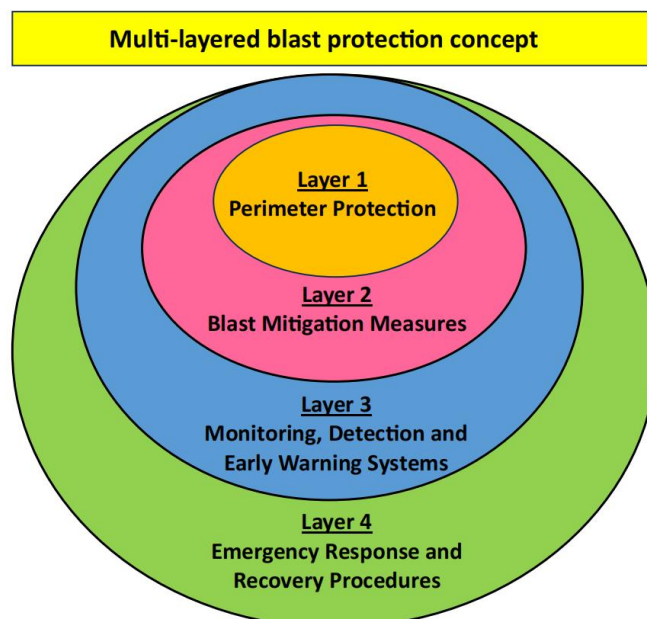 Multi-layered blast protection concept
Layer 1
Perimeter Protection
Layer 2
Blast Mitigation Measures
Layer 3
Monitoring, Detection and
Early Warning Systems
Layer 4
Emergency Response and
Recovery Procedures